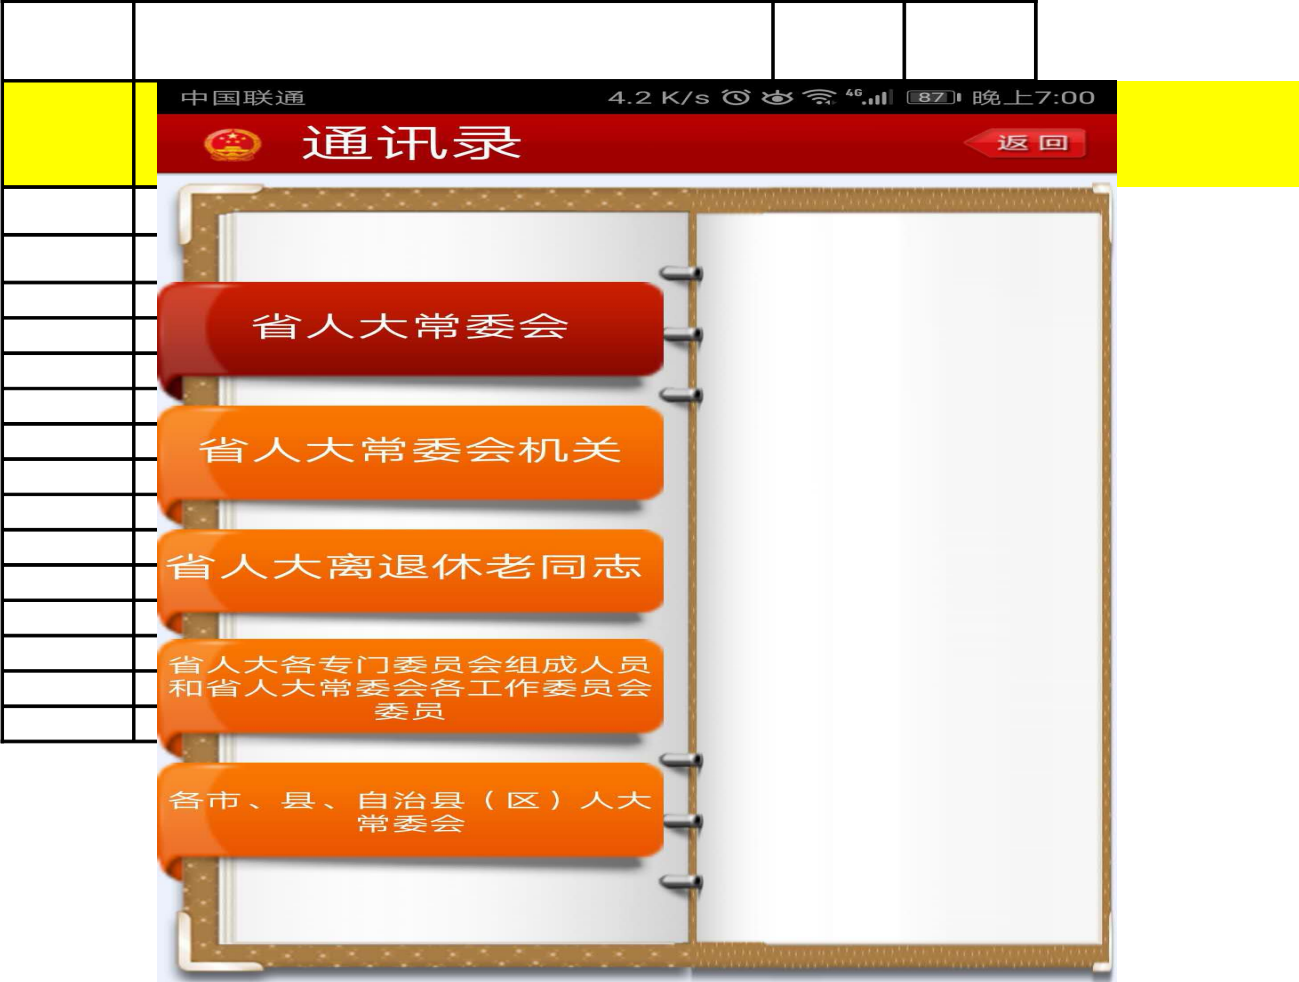 中国联通 4.2 K/s 4G 87 晚上7:00
通讯录 返回
省人大常委会
省人大常委会机关
省人大离退休老同志
省人大各专门委员会组成人员
和省人大常委会各工作委员会
委员
各市、县、自治县（区）人大
常委会